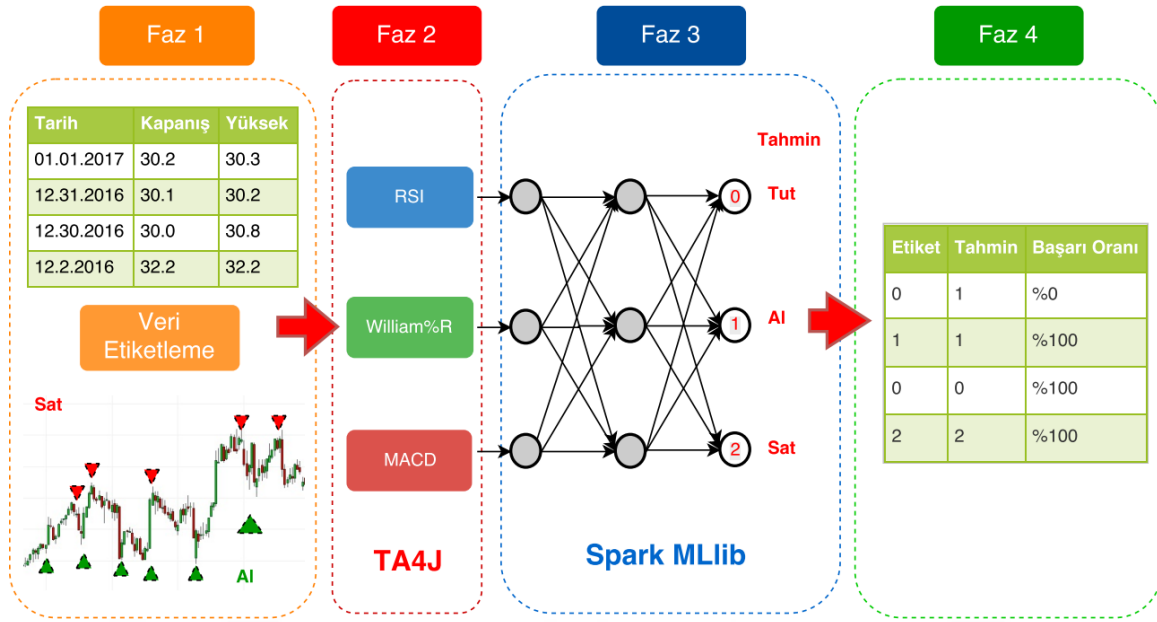 Faz 1
Faz 2
Faz 3
Faz 4
Tarih Kapanış Yüksek
01.01.2017 30.2 30.3
12.31.2016 30.1 30.2
12.30.2016 30.0 30.8
12.2.2016 32.2 32.2
Veri
Etiketleme
Sat
Al
RSI
William%R
MACD
TA4J
Tahmin
0 Tut
1 Al
2 Sat
Spark MLlib
Etiket Tahmin Başarı Oranı
0 1 %0
1 1 %100
0 0 %100
2 2 %100